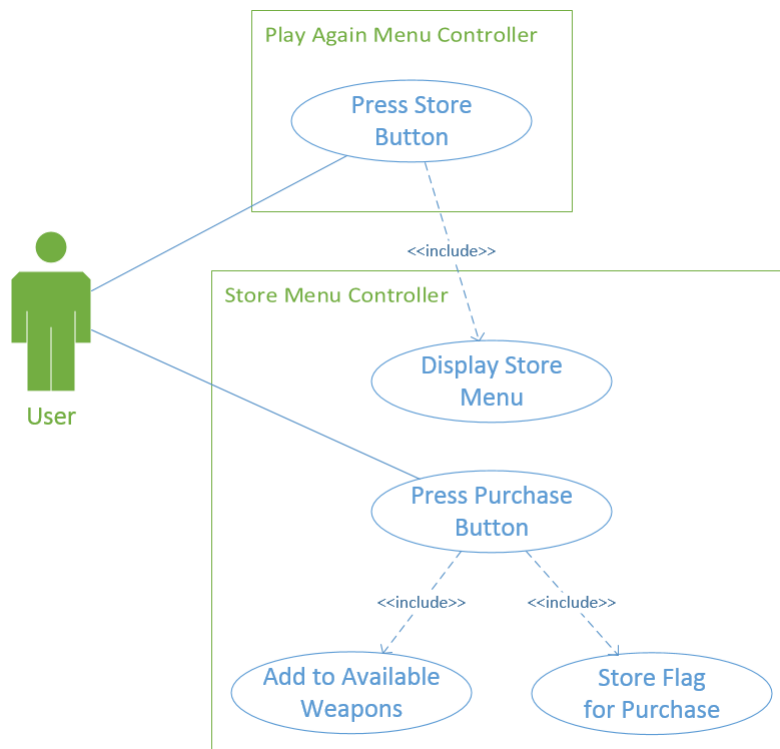 Play Again Menu Controller
Press Store
Button
<<include>>
Store Menu Controller
Display Store
Menu
User
Press Purchase
Button
<<include>>
<<include>>
Add to Available
Weapons
Store Flag
for Purchase